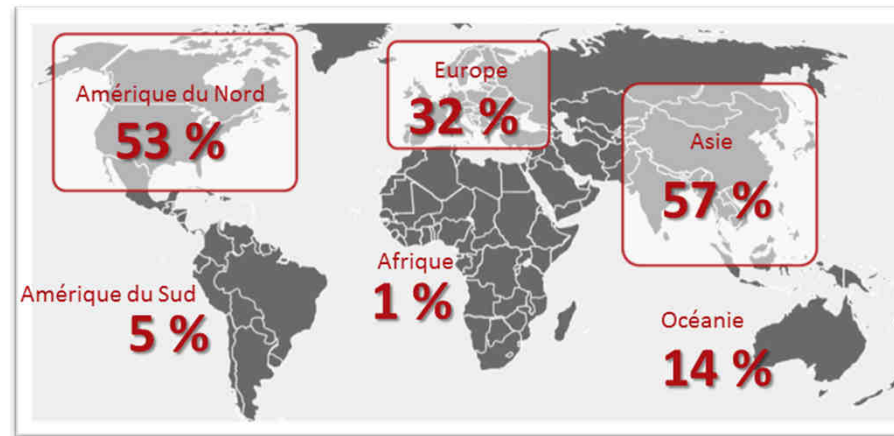 Amérique du Nord
53 %
Europe
32 %
Asie
57 %
Amérique du Sud
5 %
Afrique
1 %
Océanie
14 %